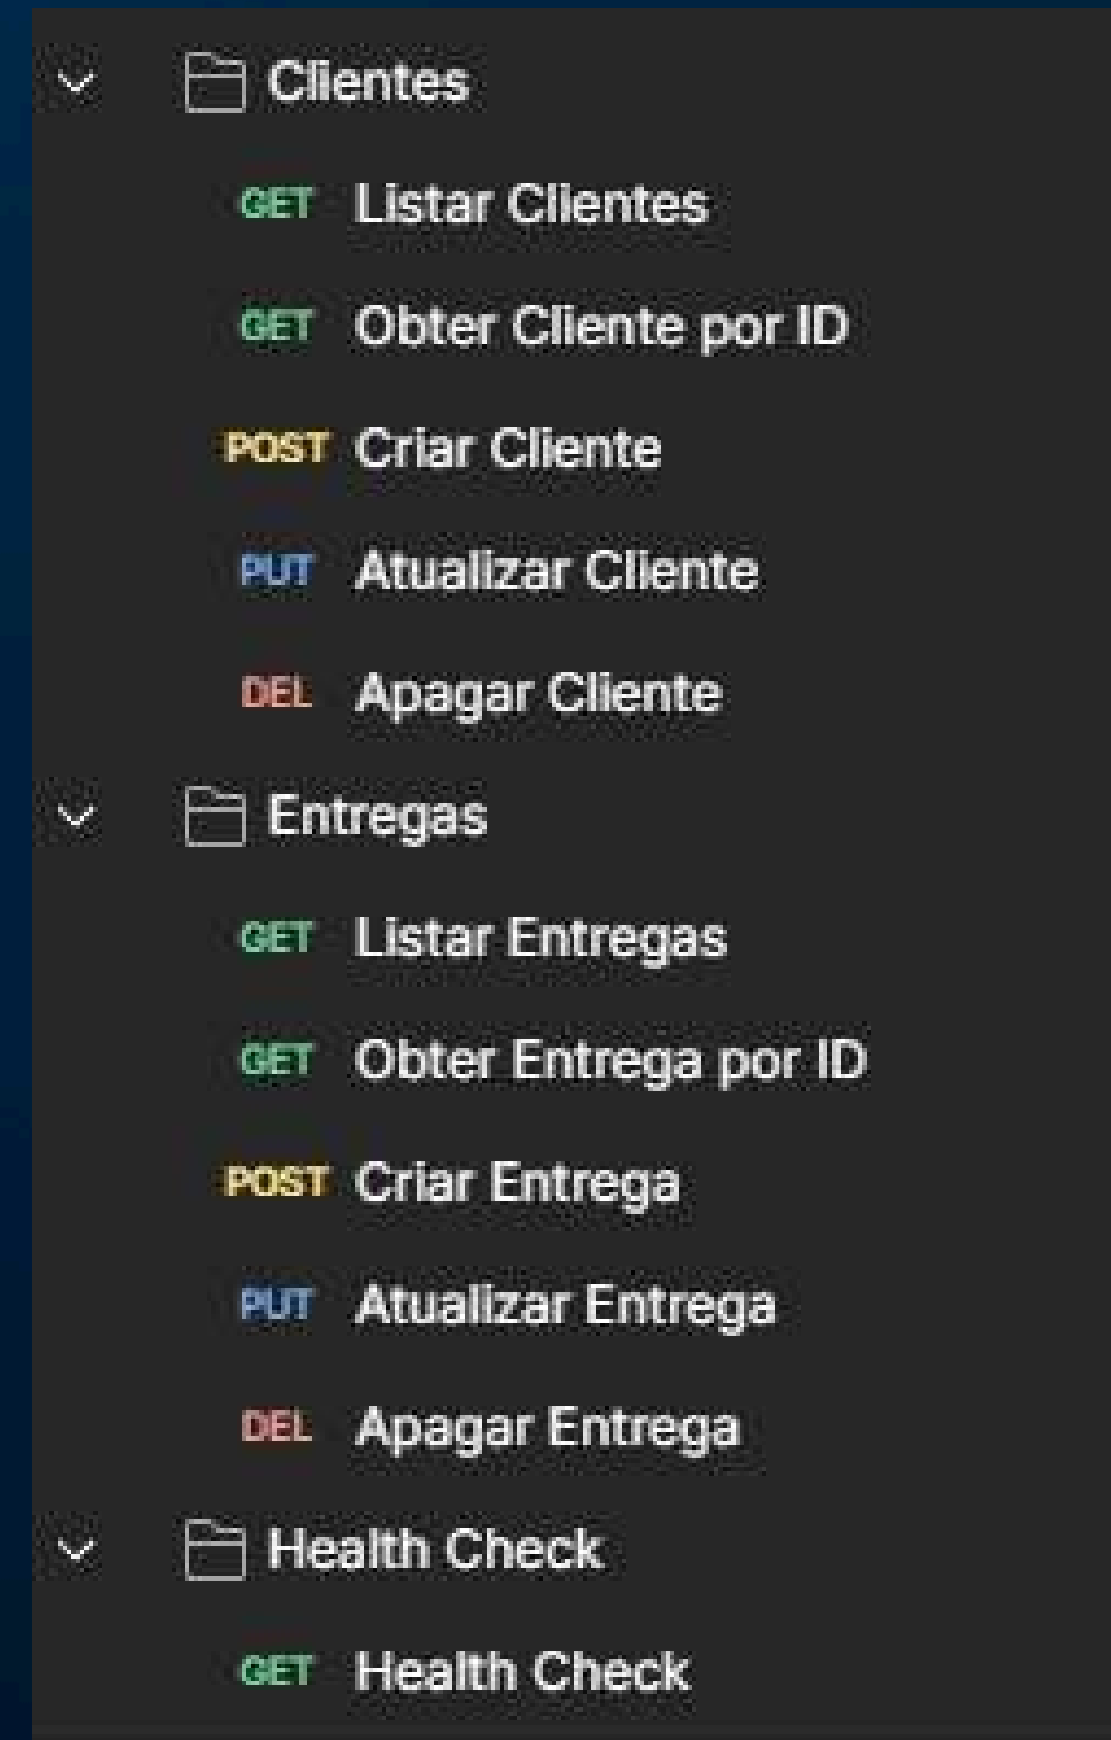 Clientes
GET Listar Clientes
GET Obter Cliente por ID
POST Criar Cliente
PUT Atualizar Cliente
DEL Apagar Cliente
Entregas
GET Listar Entregas
GET Obter Entrega por ID
POST Criar Entrega
PUT Atualizar Entrega
DEL Apagar Entrega
Health Check
GET Health Check